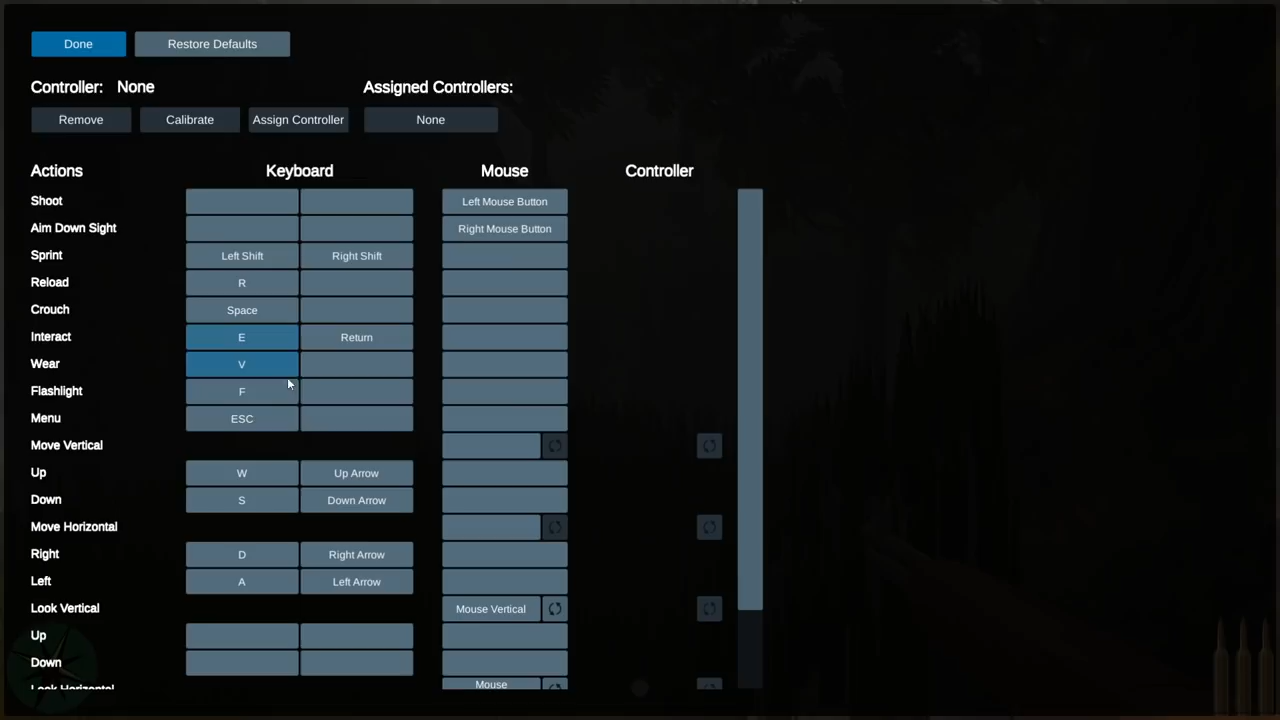 Done Restore Defaults
Controller: None Assigned Controllers:
Remove Calibrate Assign Controller None
Actions Keyboard Mouse Controller
Shoot Left Mouse Button
Aim Down Sight Right Mouse Button
Sprint Left Shift Right Shift
Reload R
Crouch Space
Interact E Return
Wear V
Flashlight F
Menu ESC
Move Vertical
Up W Up Arrow
Down S Down Arrow
Move Horizontal
Right D Right Arrow
Left A Left Arrow
Look Vertical Mouse Vertical
Up
Down
Look Horizontal Mouse